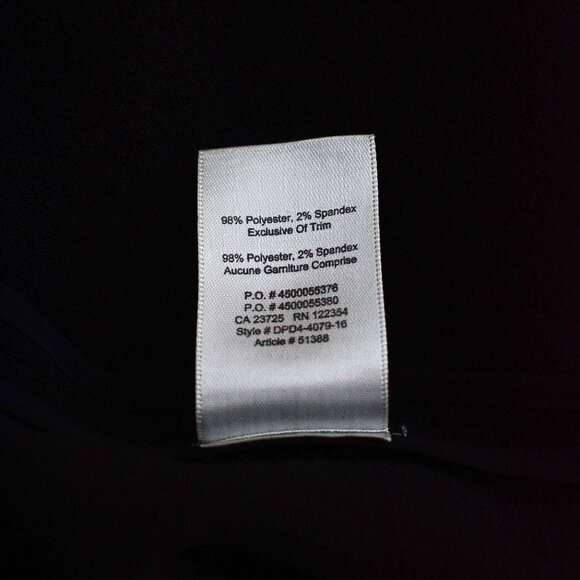 98% Polyester, 2% Spandex
Exclusive Of Trim
98% Polyester, 2% Spandex
Aucune Garniture Comprise
P.O. # 4500055376
P.O. # 4500055380
CA 23725 RN 122354
Style # DPD4-4079-16
Article # 51388